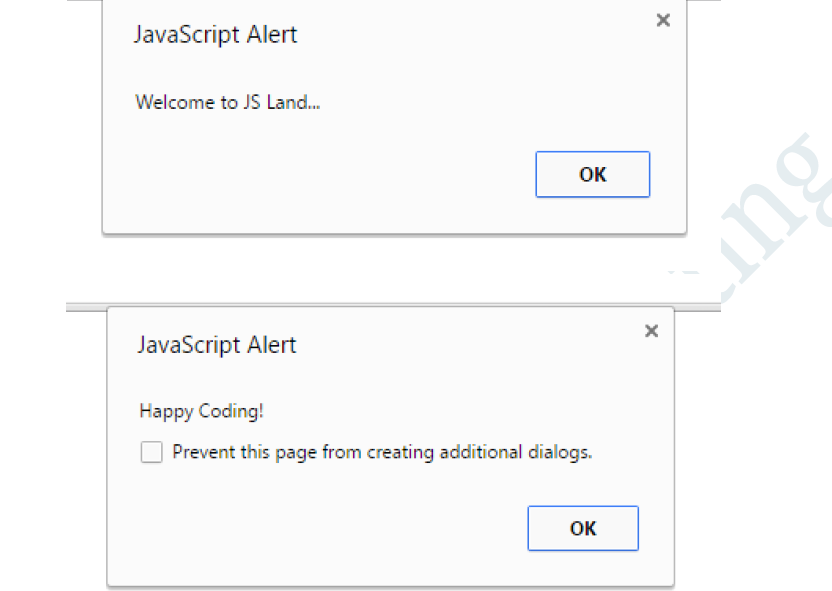 JavaScript Alert
Welcome to JS Land...
OK
JavaScript Alert
Happy Coding!
Prevent this page from creating additional dialogs.
OK